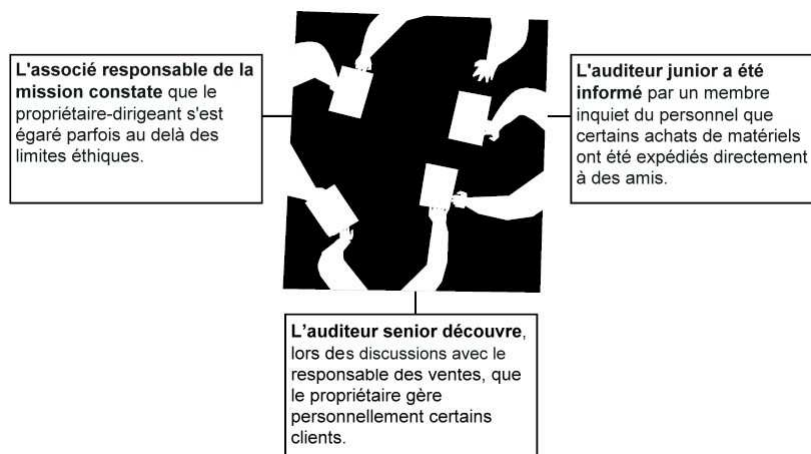 L'associé responsable de la
mission constate que le
propriétaire-dirigeant s'est
égaré parfois au delà des
limites éthiques.
L'auditeur junior a été
informé par un membre
inquiet du personnel que
certains achats de matériels
ont été expédiés directement
à des amis.
L'auditeur senior découvre,
lors des discussions avec le
responsable des ventes, que
le propriétaire gère
personnellement certains
clients.